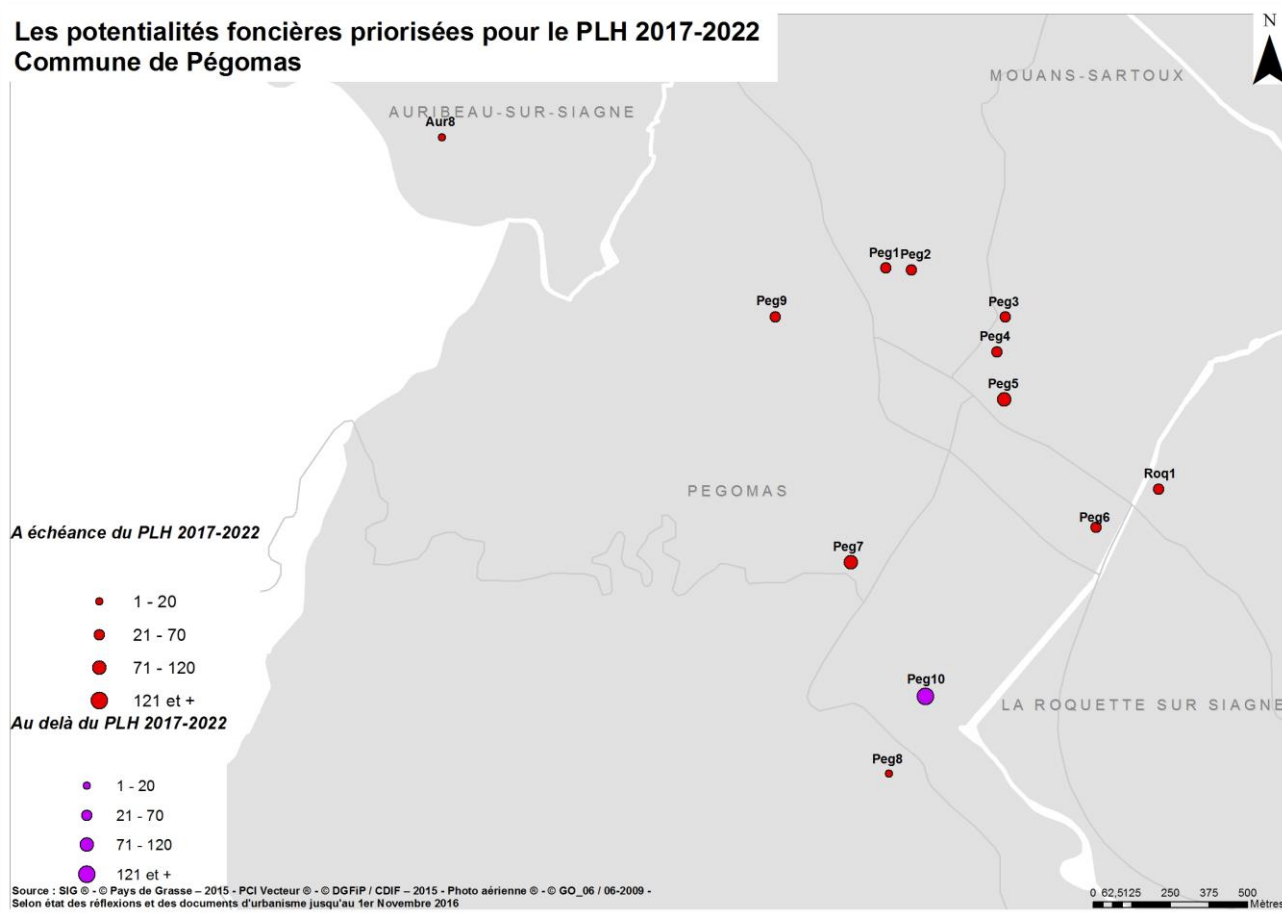 Les potentialités foncières priorisées pour le PLH 2017-2022
Commune de Pégomas
N
MOUANS-SARTOUX
AURIBEAU-SUR-SIAGNE
Aur8
Peg1 Peg2
Peg9
Peg3
Peg4
Peg5
Roq1
PEGOMAS
Peg6
Peg7
Peg10
LA ROQUETTE SUR SIAGNE
Peg8
A échéance du PLH 2017-2022
1 - 20
21 - 70
71 - 120
121 et +
Au delà du PLH 2017-2022
1 - 20
21 - 70
71 - 120
121 et +
Source : SIG ® - © Pays de Grasse – 2015 - PCI Vecteur ® - © DGFiP / CDIF – 2015 - Photo aérienne ® - © GO_06 / 06-2009 -
Selon état des réflexions et des documents d'urbanisme jusqu'au 1er Novembre 2016
0 62,5125 250 375 500
Mètres